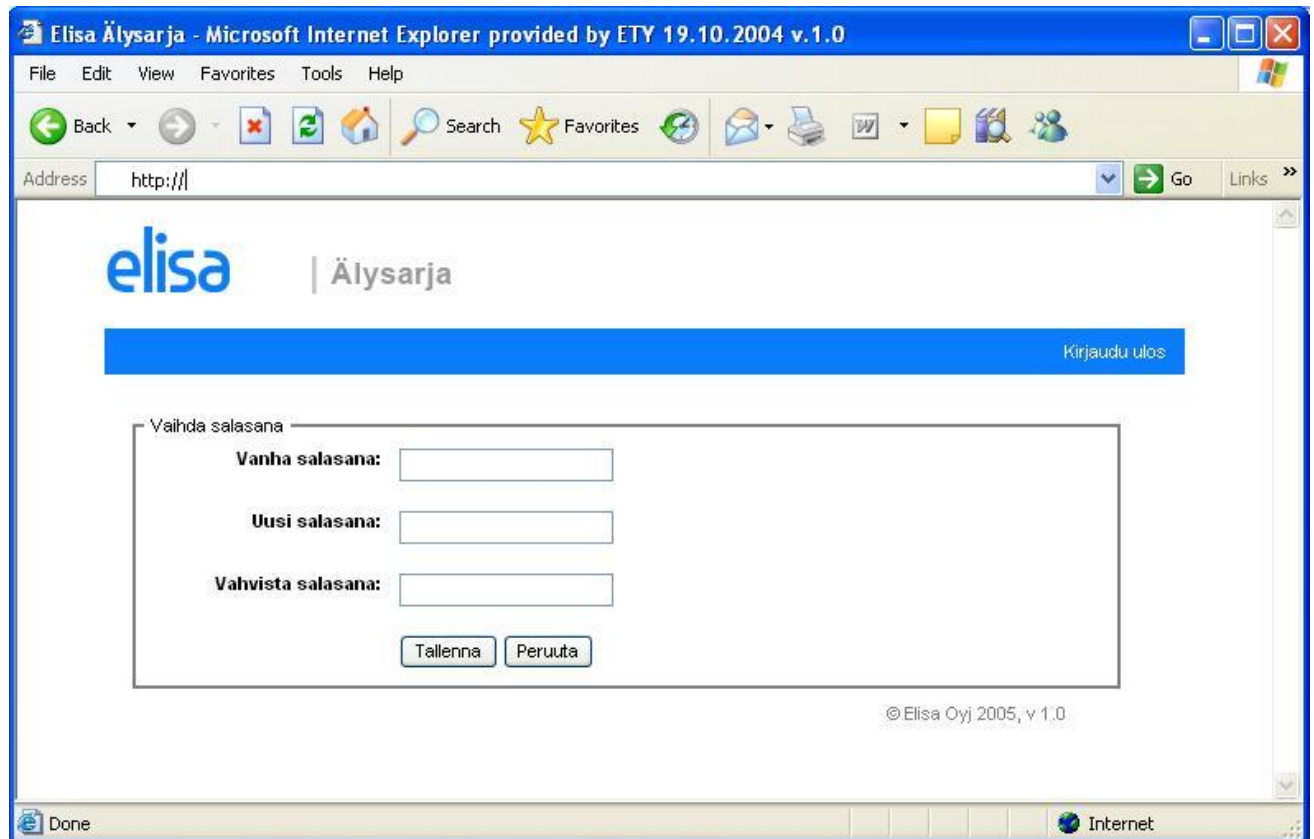 Elisa Älysarja - Microsoft Internet Explorer provided by ETY 19.10.2004 v.1.0
File Edit View Favorites Tools Help
Back Search Favorites W
Address http:// Go Links »
elisa | Älysarja
Kirjaudu ulos
Vaihda salasana
Vanha salasana:
Uusi salasana:
Vahvista salasana:
Tallenna Peruuta
© Elisa Oyj 2005, v 1.0
Done Internet